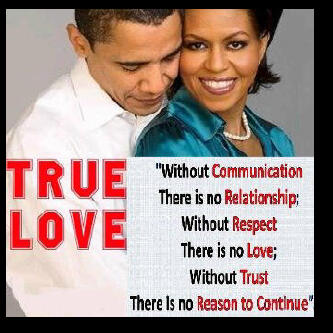 TRUE
LOVE
"Without Communication
There is no Relationship;
Without Respect
There is no Love;
Without Trust
There Is no Reason to Continue"